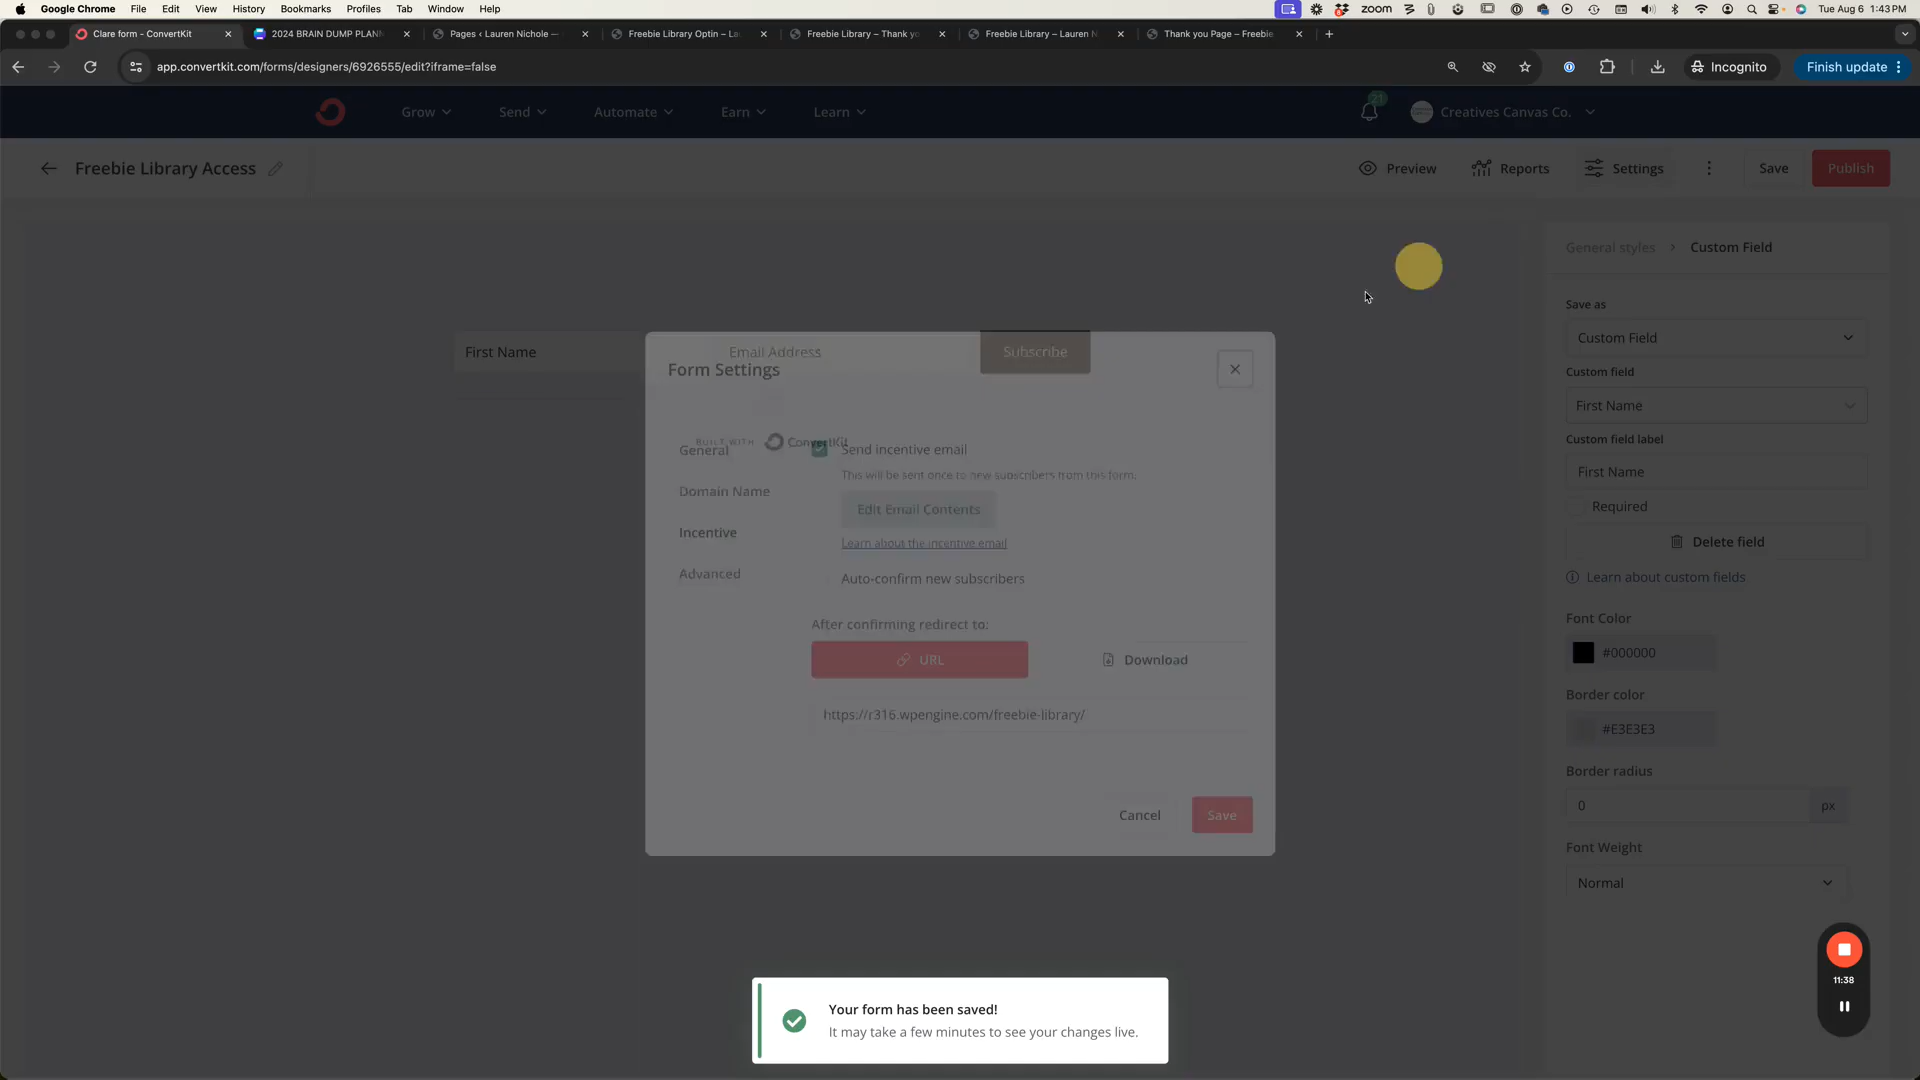 Google Chrome File Edit View History Bookmarks Profiles Tab Window Help zoom Tue Aug 6 1:43 PM
Clare form - ConvertKit 2024 BRAIN DUMP PLANN Pages ‹ Lauren Nichole — Freebie Library Optin – La Freebie Library – Thank yo Freebie Library – Lauren N Thank you Page – Freebie
app.convertkit.com/forms/designers/6926555/edit?iframe=false Incognito Finish update
Grow Send Automate Earn Learn 21 Creatives Canvas Co.
Freebie Library Access Preview Reports Settings Save Publish
General styles > Custom Field
Save as
Custom Field
Custom field
First Name
Custom field label
First Name
Required
Delete field
Learn about custom fields
Font Color
#000000
Border color
#E3E3E3
Border radius
0 px
Font Weight
Normal
First Name Email Address Subscribe
BUILT WITH ConvertKit
Form Settings
General
Domain Name
Incentive
Advanced
Send incentive email
This will be sent once to new subscribers from this form.
Edit Email Contents
Learn about the incentive email
Auto-confirm new subscribers
After confirming redirect to:
URL Download
https://r316.wpengine.com/freebie-library/
Cancel Save
Your form has been saved!
It may take a few minutes to see your changes live.
11:38